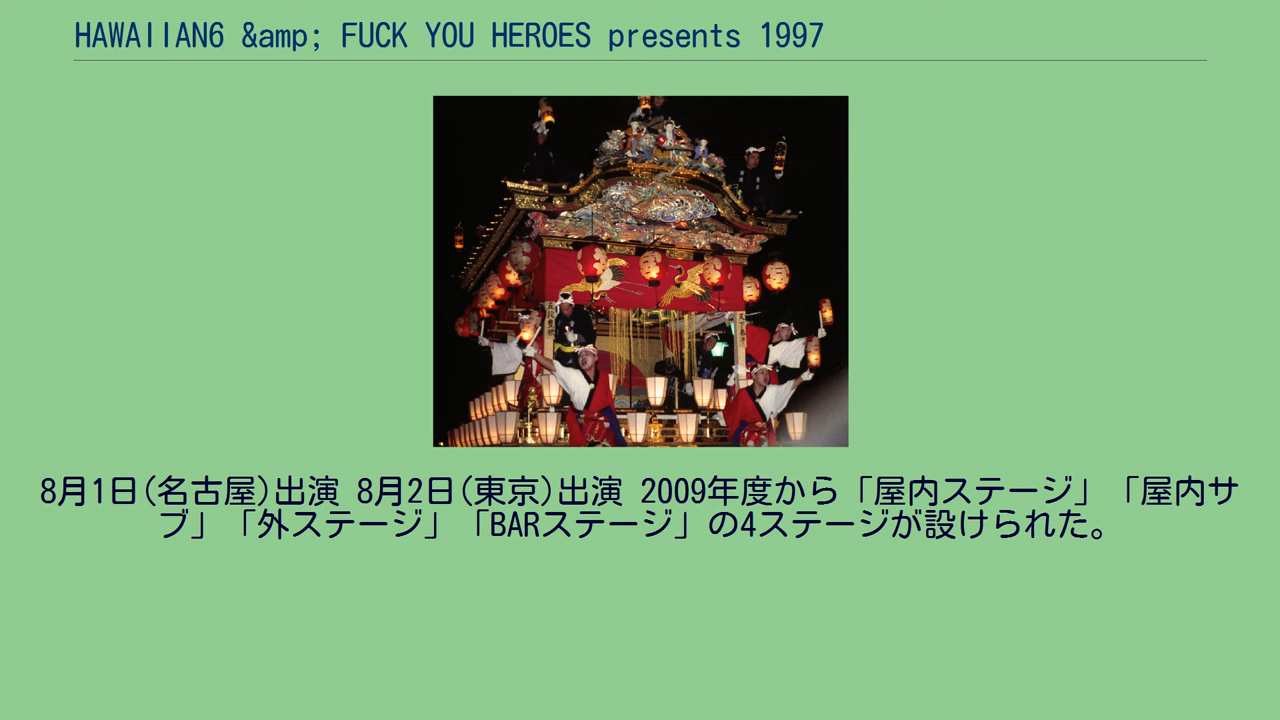 HAWAIIAN6 &amp; FUCK YOU HEROES presents 1997
8月1日(名古屋)出演 8月2日(東京)出演 2009年度から「屋内ステージ」「屋内サ
ブ」「外ステージ」「BARステージ」の4ステージが設けられた。